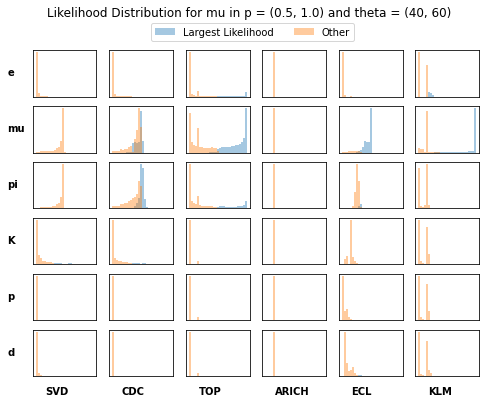 Likelihood Distribution for mu in p = (0.5, 1.0) and theta = (40, 60)
Largest Likelihood Other
e
mu
pi
K
p
d
SVD CDC TOP ARICH ECL KLM